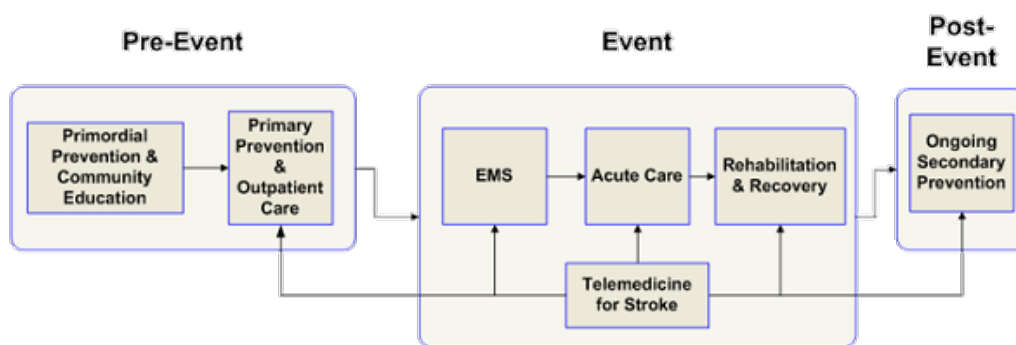 Pre-Event
Event
Post-
Event
Primordial
Prevention &
Community
Education
Primary
Prevention
&
Outpatient
Care
EMS
Acute Care
Rehabilitation
& Recovery
Ongoing
Secondary
Prevention
Telemedicine
for Stroke